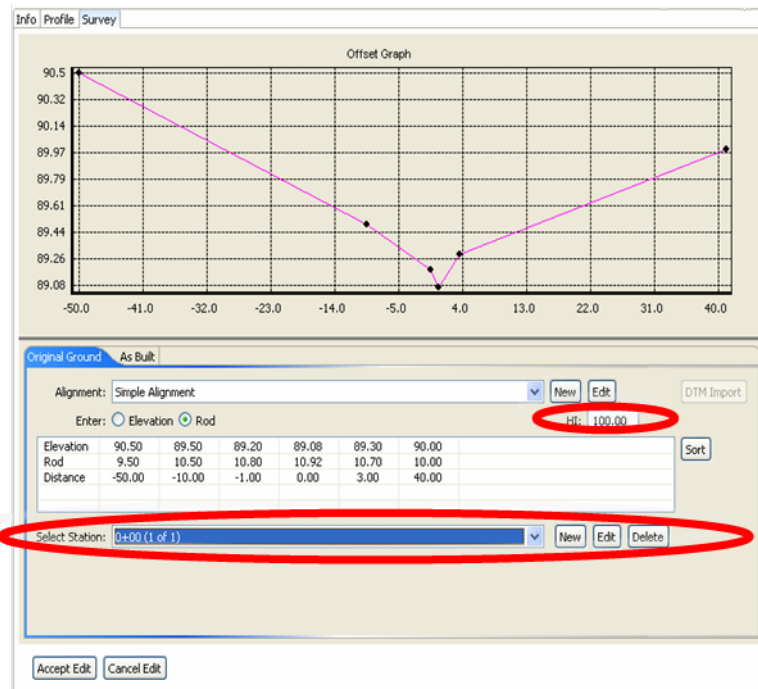 Info Profile Survey
Offset Graph
90.5
90.32
90.14
89.97
89.79
89.61
89.44
89.26
89.08
-50.0 -41.0 -32.0 -23.0 -14.0 -5.0 4.0 13.0 22.0 31.0 40.0
Original Ground As Built
Alignment: Simple Alignment New Edit DTM Import
Enter: Elevation Rod HI: 100.00
Elevation 90.50 89.50 89.20 89.08 89.30 90.00 Sort
Rod 9.50 10.50 10.80 10.92 10.70 10.00
Distance -50.00 -10.00 -1.00 0.00 3.00 40.00
Select Station: 0+00 (1 of 1) New Edit Delete
Accept Edit Cancel Edit